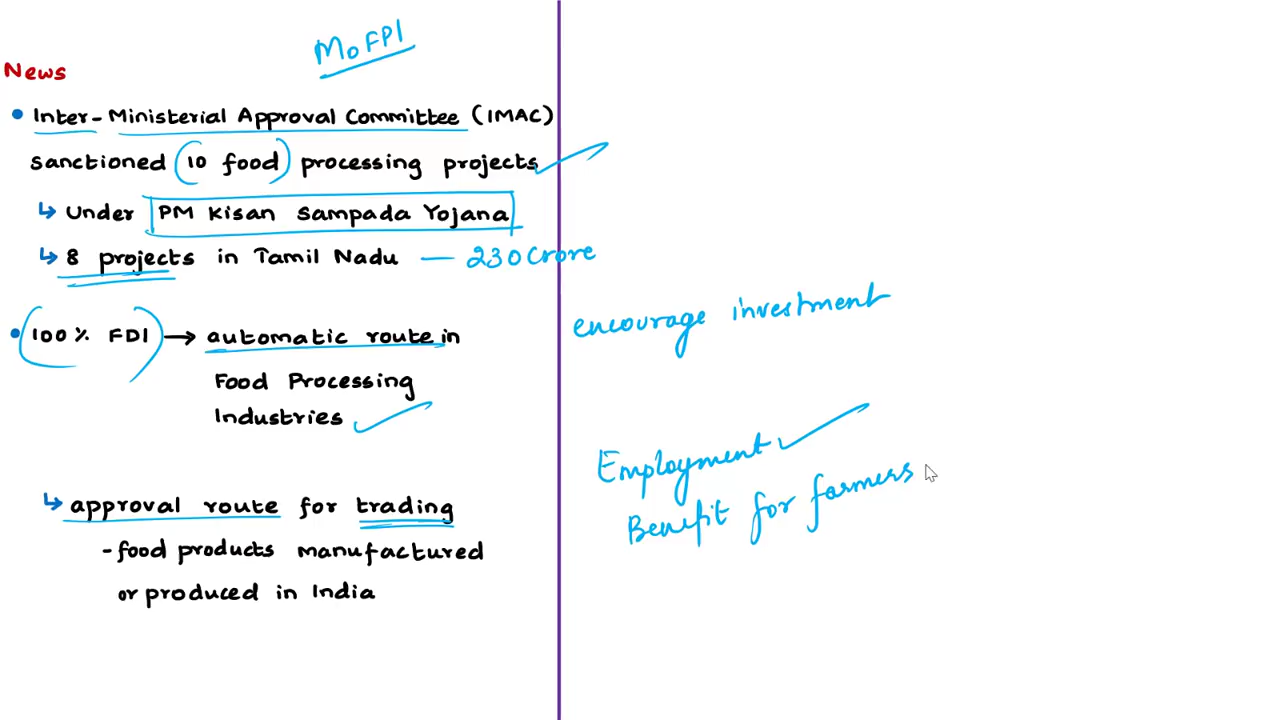 MoFPI
News
• Inter-Ministerial Approval Committee (IMAC)
sanctioned 10 food processing projects
↳ Under PM Kisan Sampada Yojana
↳ 8 projects in Tamil Nadu — 230 Crore
• 100% FDI → automatic route in
Food Processing
Industries
↳ approval route for trading
- food products manufactured
or produced in India
encourage investment
Employment
Benefit for farmers